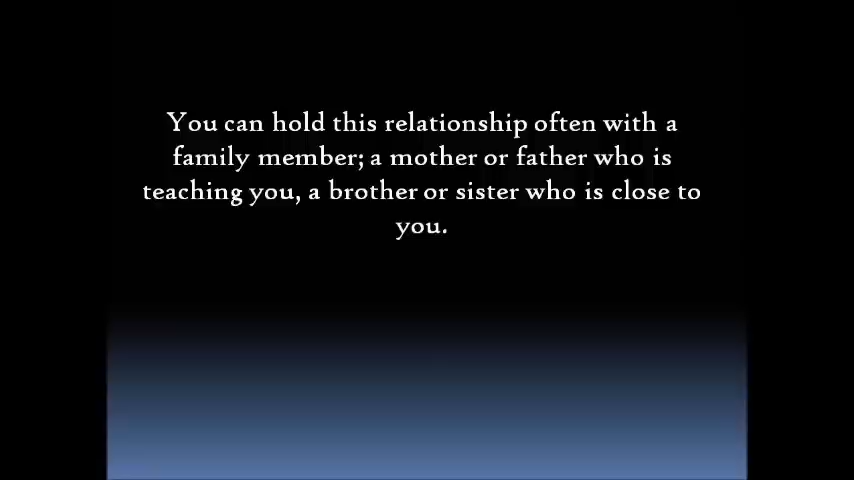 You can hold this relationship often with a
family member; a mother or father who is
teaching you, a brother or sister who is close to
you.